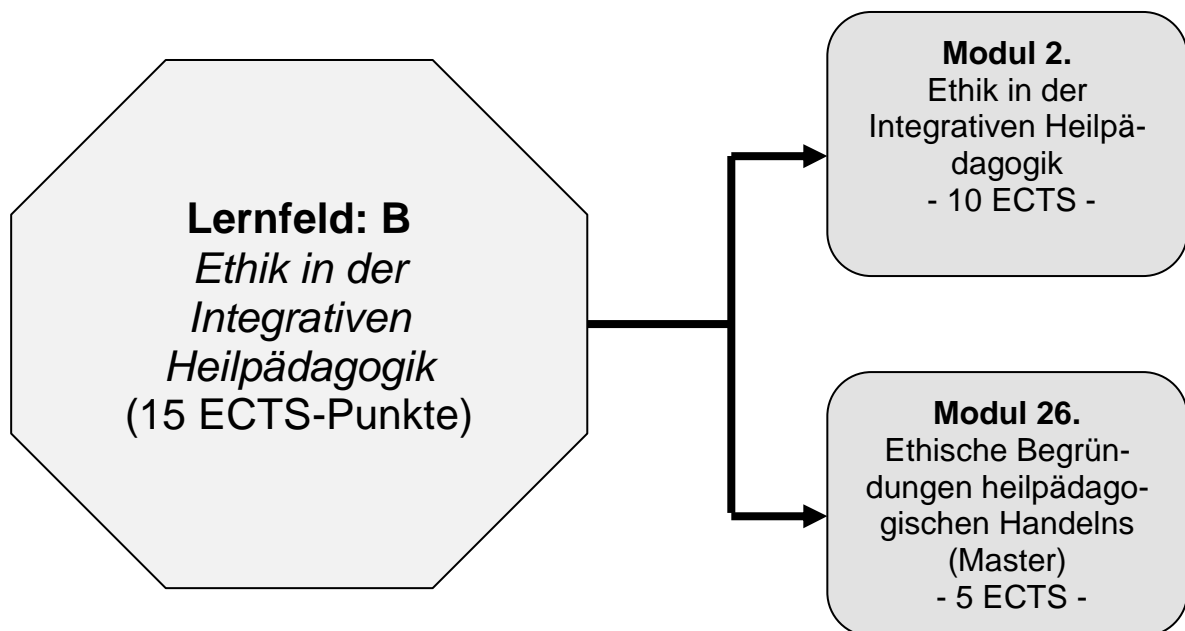 Lernfeld: B
Ethik in der
Integrativen
Heilpädagogik
(15 ECTS-Punkte)
Modul 2.
Ethik in der
Integrativen Heilpä-
dagogik
- 10 ECTS -
Modul 26.
Ethische Begrün-
dungen heilpädago-
gischen Handelns
(Master)
- 5 ECTS -